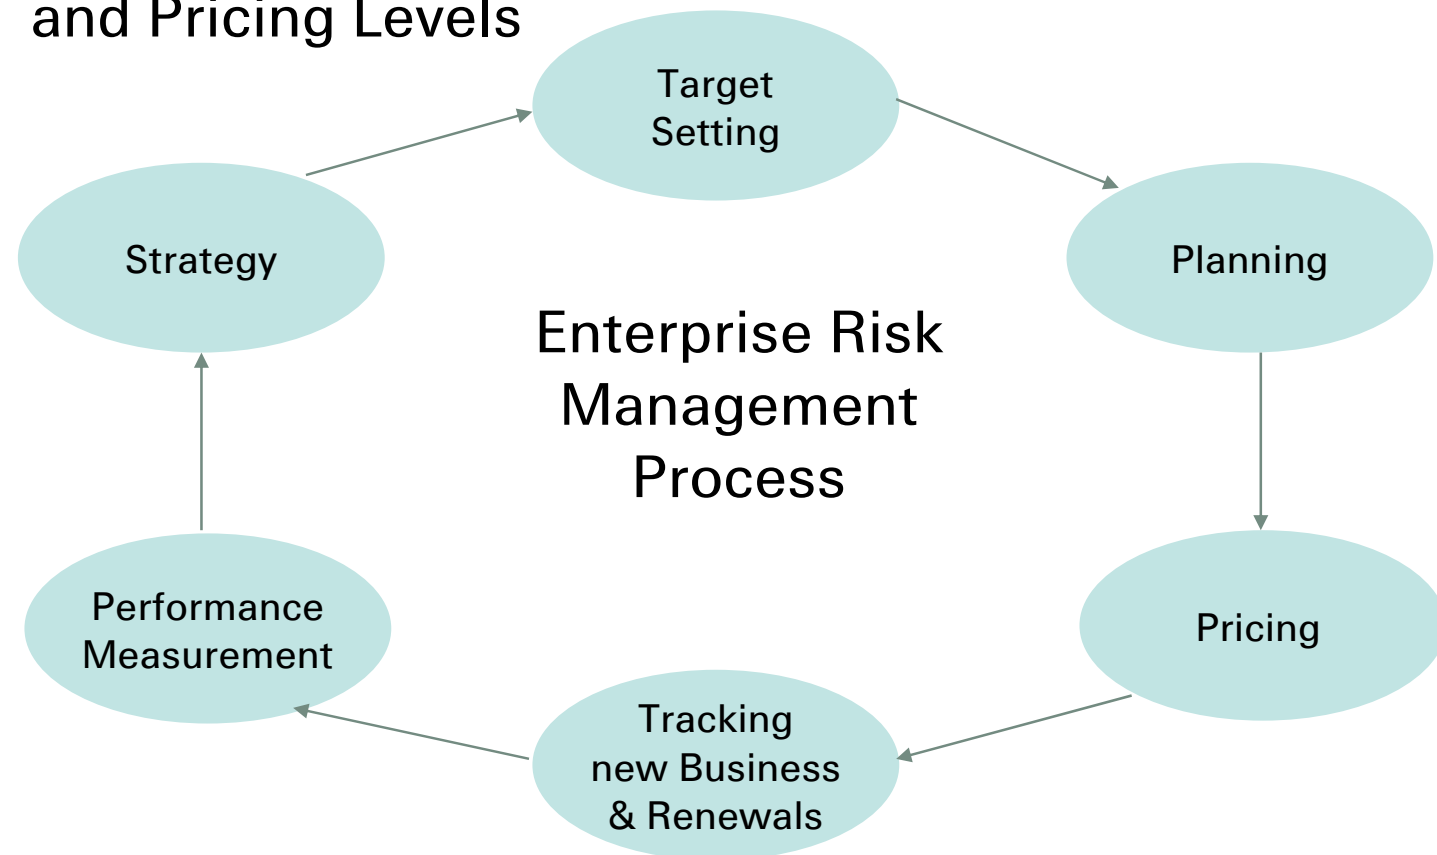 and Pricing Levels
Target
Setting
Strategy
Planning
Enterprise Risk
Management
Process
Performance
Measurement
Pricing
Tracking
new Business
& Renewals